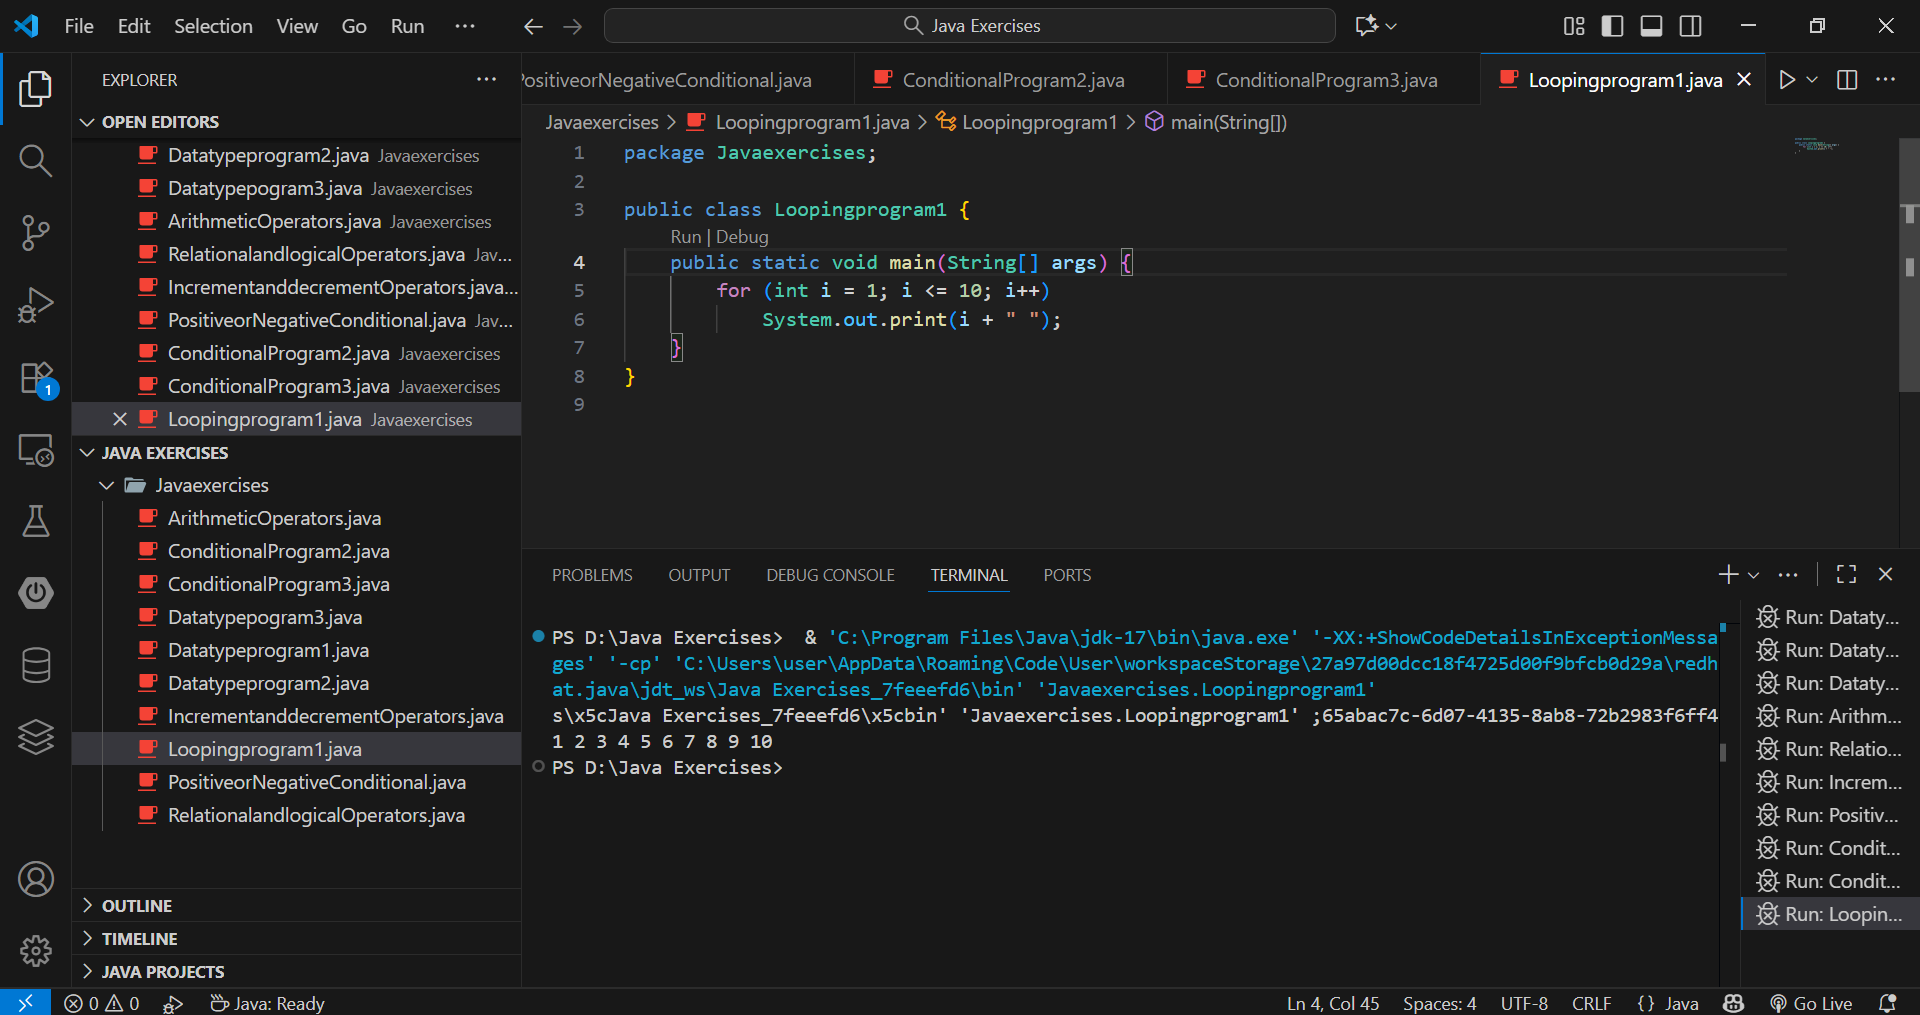 File Edit Selection View Go Run ···
Java Exercises
EXPLORER ···
OPEN EDITORS
Datatypeprogram2.java Javaexercises
Datatypepogram3.java Javaexercises
ArithmeticOperators.java Javaexercises
RelationalandlogicalOperators.java Jav...
IncrementanddecrementOperators.java...
PositiveorNegativeConditional.java Jav...
ConditionalProgram2.java Javaexercises
ConditionalProgram3.java Javaexercises
Loopingprogram1.java Javaexercises
JAVA EXERCISES
Javaexercises
ArithmeticOperators.java
ConditionalProgram2.java
ConditionalProgram3.java
Datatypepogram3.java
Datatypeprogram1.java
Datatypeprogram2.java
IncrementanddecrementOperators.java
Loopingprogram1.java
PositiveorNegativeConditional.java
RelationalandlogicalOperators.java
OUTLINE
TIMELINE
JAVA PROJECTS
1
PositiveorNegativeConditional.java ConditionalProgram2.java ConditionalProgram3.java Loopingprogram1.java
Javaexercises > Loopingprogram1.java > Loopingprogram1 > main(String[])
1 package Javaexercises;
2
3 public class Loopingprogram1 {
Run | Debug
4 public static void main(String[] args) {
5 for (int i = 1; i <= 10; i++)
6 System.out.print(i + " ");
7 }
8 }
9
PROBLEMS OUTPUT DEBUG CONSOLE TERMINAL PORTS
PS D:\Java Exercises> & 'C:\Program Files\Java\jdk-17\bin\java.exe' '-XX:+ShowCodeDetailsInExceptionMessa
ges' '-cp' 'C:\Users\user\AppData\Roaming\Code\User\workspaceStorage\27a97d00dcc18f4725d00f9bfcb0d29a\redh
at.java\jdt_ws\Java Exercises_7feeefd6\bin' 'Javaexercises.Loopingprogram1'
s\x5cJava Exercises_7feeefd6\x5cbin' 'Javaexercises.Loopingprogram1' ;65abac7c-6d07-4135-8ab8-72b2983f6ff4
1 2 3 4 5 6 7 8 9 10
PS D:\Java Exercises>
Run: Dataty...
Run: Dataty...
Run: Dataty...
Run: Arithm...
Run: Relatio...
Run: Increm...
Run: Positiv...
Run: Condit...
Run: Condit...
Run: Loopin...
0 0 Java: Ready Ln 4, Col 45 Spaces: 4 UTF-8 CRLF {} Java Go Live